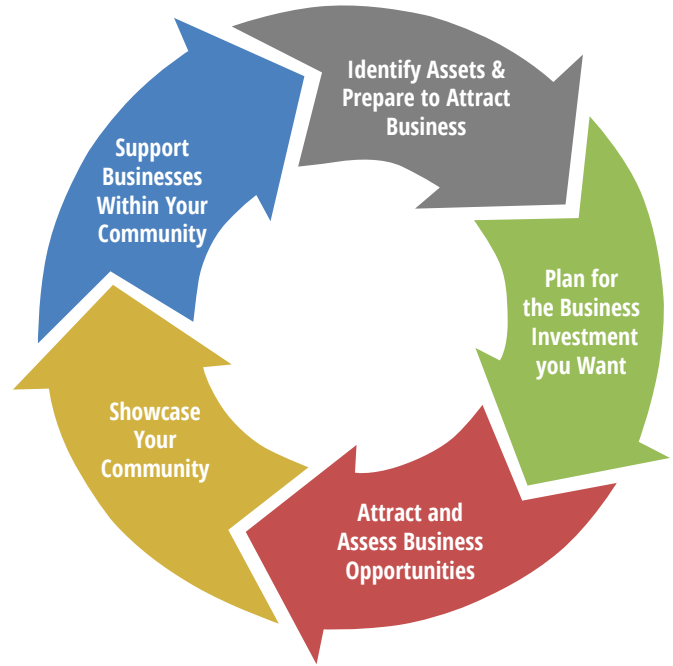 Identify Assets &
Prepare to Attract
Business
Plan for
the Business
Investment
you Want
Attract and
Assess Business
Opportunities
Showcase
Your
Community
Support
Businesses
Within Your
Community